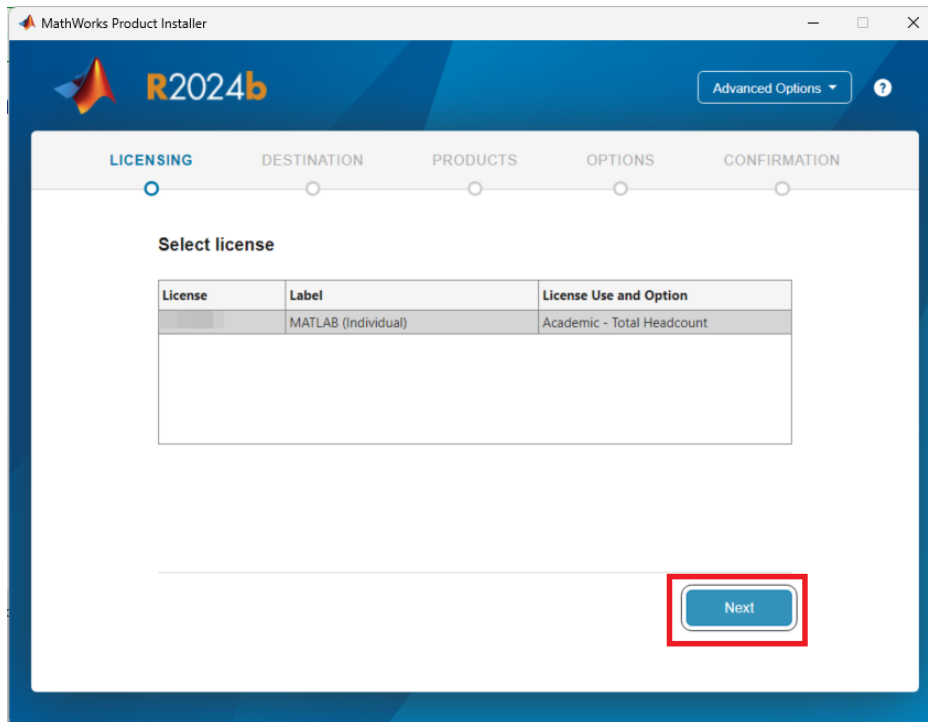 MathWorks Product Installer
R2024b
Advanced Options
?
LICENSING DESTINATION PRODUCTS OPTIONS CONFIRMATION
Select license
License Label License Use and Option
MATLAB (Individual) Academic - Total Headcount
Next